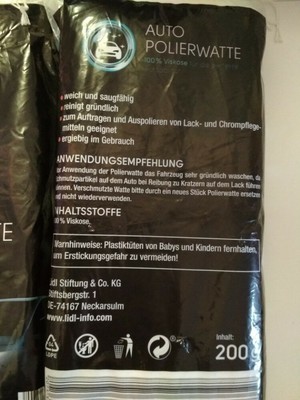 AUTO
POLIERWATTE
100% Viskose
weich und saugfähig
reinigt gründlich
zum Auftragen und Auspolieren von Lack- und Chrompflege-
mitteln geeignet
ergiebig im Gebrauch
ANWENDUNGSEMPFEHLUNG
Vor Anwendung der Polierwatte das Fahrzeug sehr gründlich waschen, da
Schmutzpartikel auf dem Auto bei Reibung zu Kratzern auf dem Lack führen
können. Verschmutzte Watte bitte durch ein neues Stück Polierwatte ersetzen
und nicht wiederverwenden.
INHALTSSTOFFE
100 % Viskose.
Warnhinweise: Plastiktüten von Babys und Kindern fernhalten,
um Erstickungsgefahr zu vermeiden!
Lidl Stiftung & Co. KG
Stiftsbergstr. 1
DE-74167 Neckarsulm
www.lidl-info.com
LDPE
Inhalt:
200g
TTE